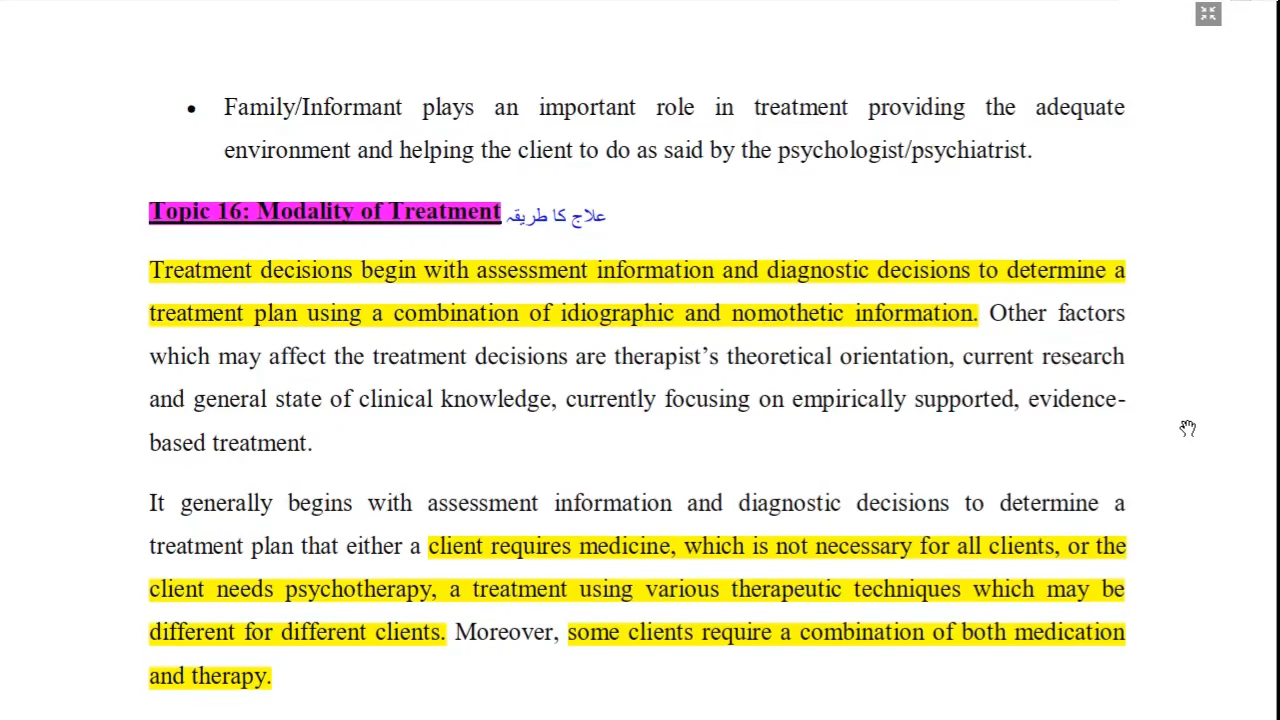 • Family/Informant plays an important role in treatment providing the adequate
environment and helping the client to do as said by the psychologist/psychiatrist.
Topic 16: Modality of Treatment علاج کا طریقہ
Treatment decisions begin with assessment information and diagnostic decisions to determine a
treatment plan using a combination of idiographic and nomothetic information. Other factors
which may affect the treatment decisions are therapist’s theoretical orientation, current research
and general state of clinical knowledge, currently focusing on empirically supported, evidence-
based treatment.
It generally begins with assessment information and diagnostic decisions to determine a
treatment plan that either a client requires medicine, which is not necessary for all clients, or the
client needs psychotherapy, a treatment using various therapeutic techniques which may be
different for different clients. Moreover, some clients require a combination of both medication
and therapy.